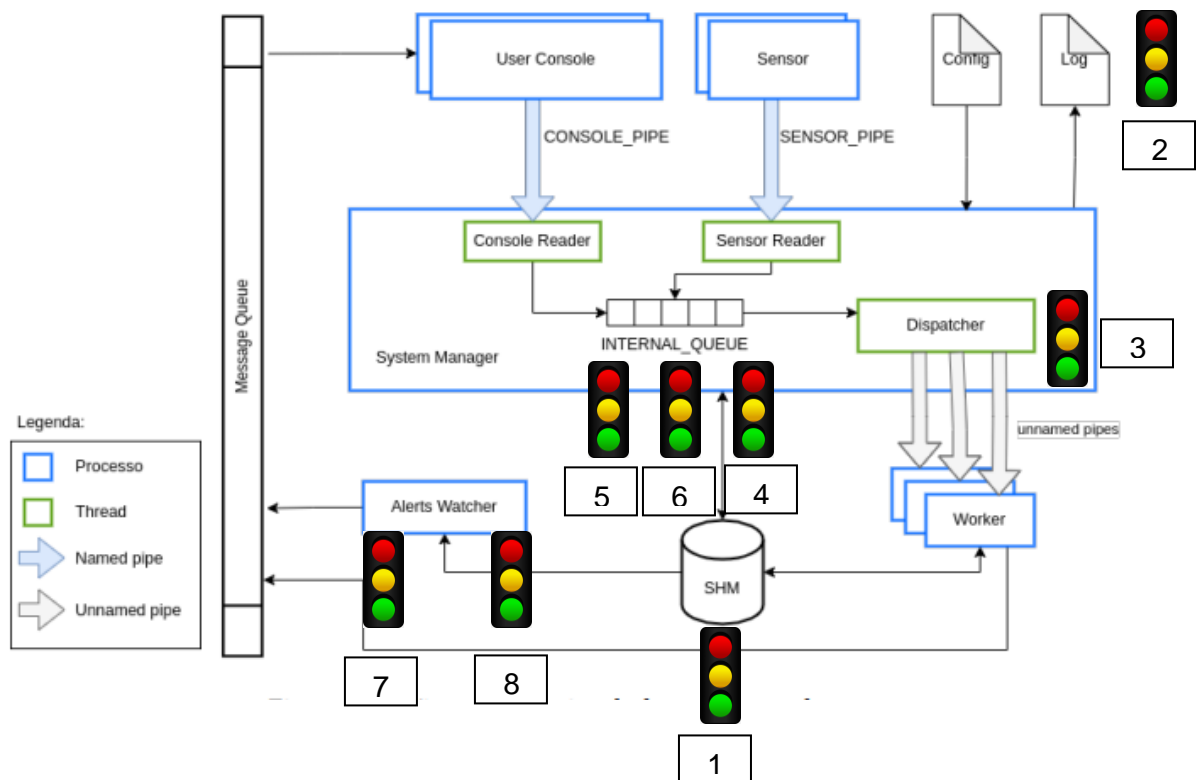 User Console
Sensor
Config
Log
2
CONSOLE_PIPE
SENSOR_PIPE
Console Reader
Sensor Reader
Message Queue
INTERNAL_QUEUE
Dispatcher
3
System Manager
Legenda:
unnamed pipes
Processo
Thread
Named pipe
Unnamed pipe
5
6
4
Alerts Watcher
Worker
SHM
7
8
1